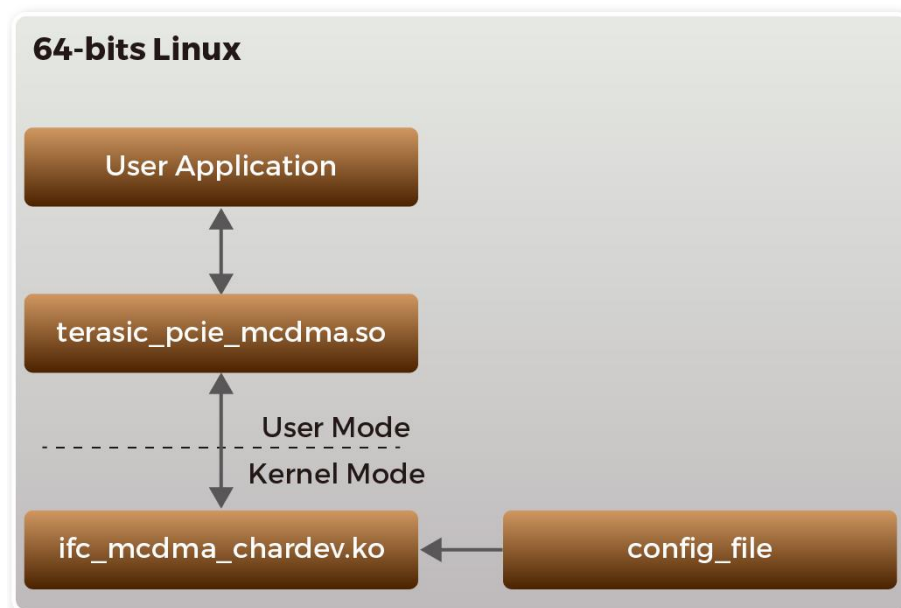 64-bits Linux
User Application
terasic_pcie_mcdma.so
User Mode
Kernel Mode
ifc_mcdma_chardev.ko
config_file